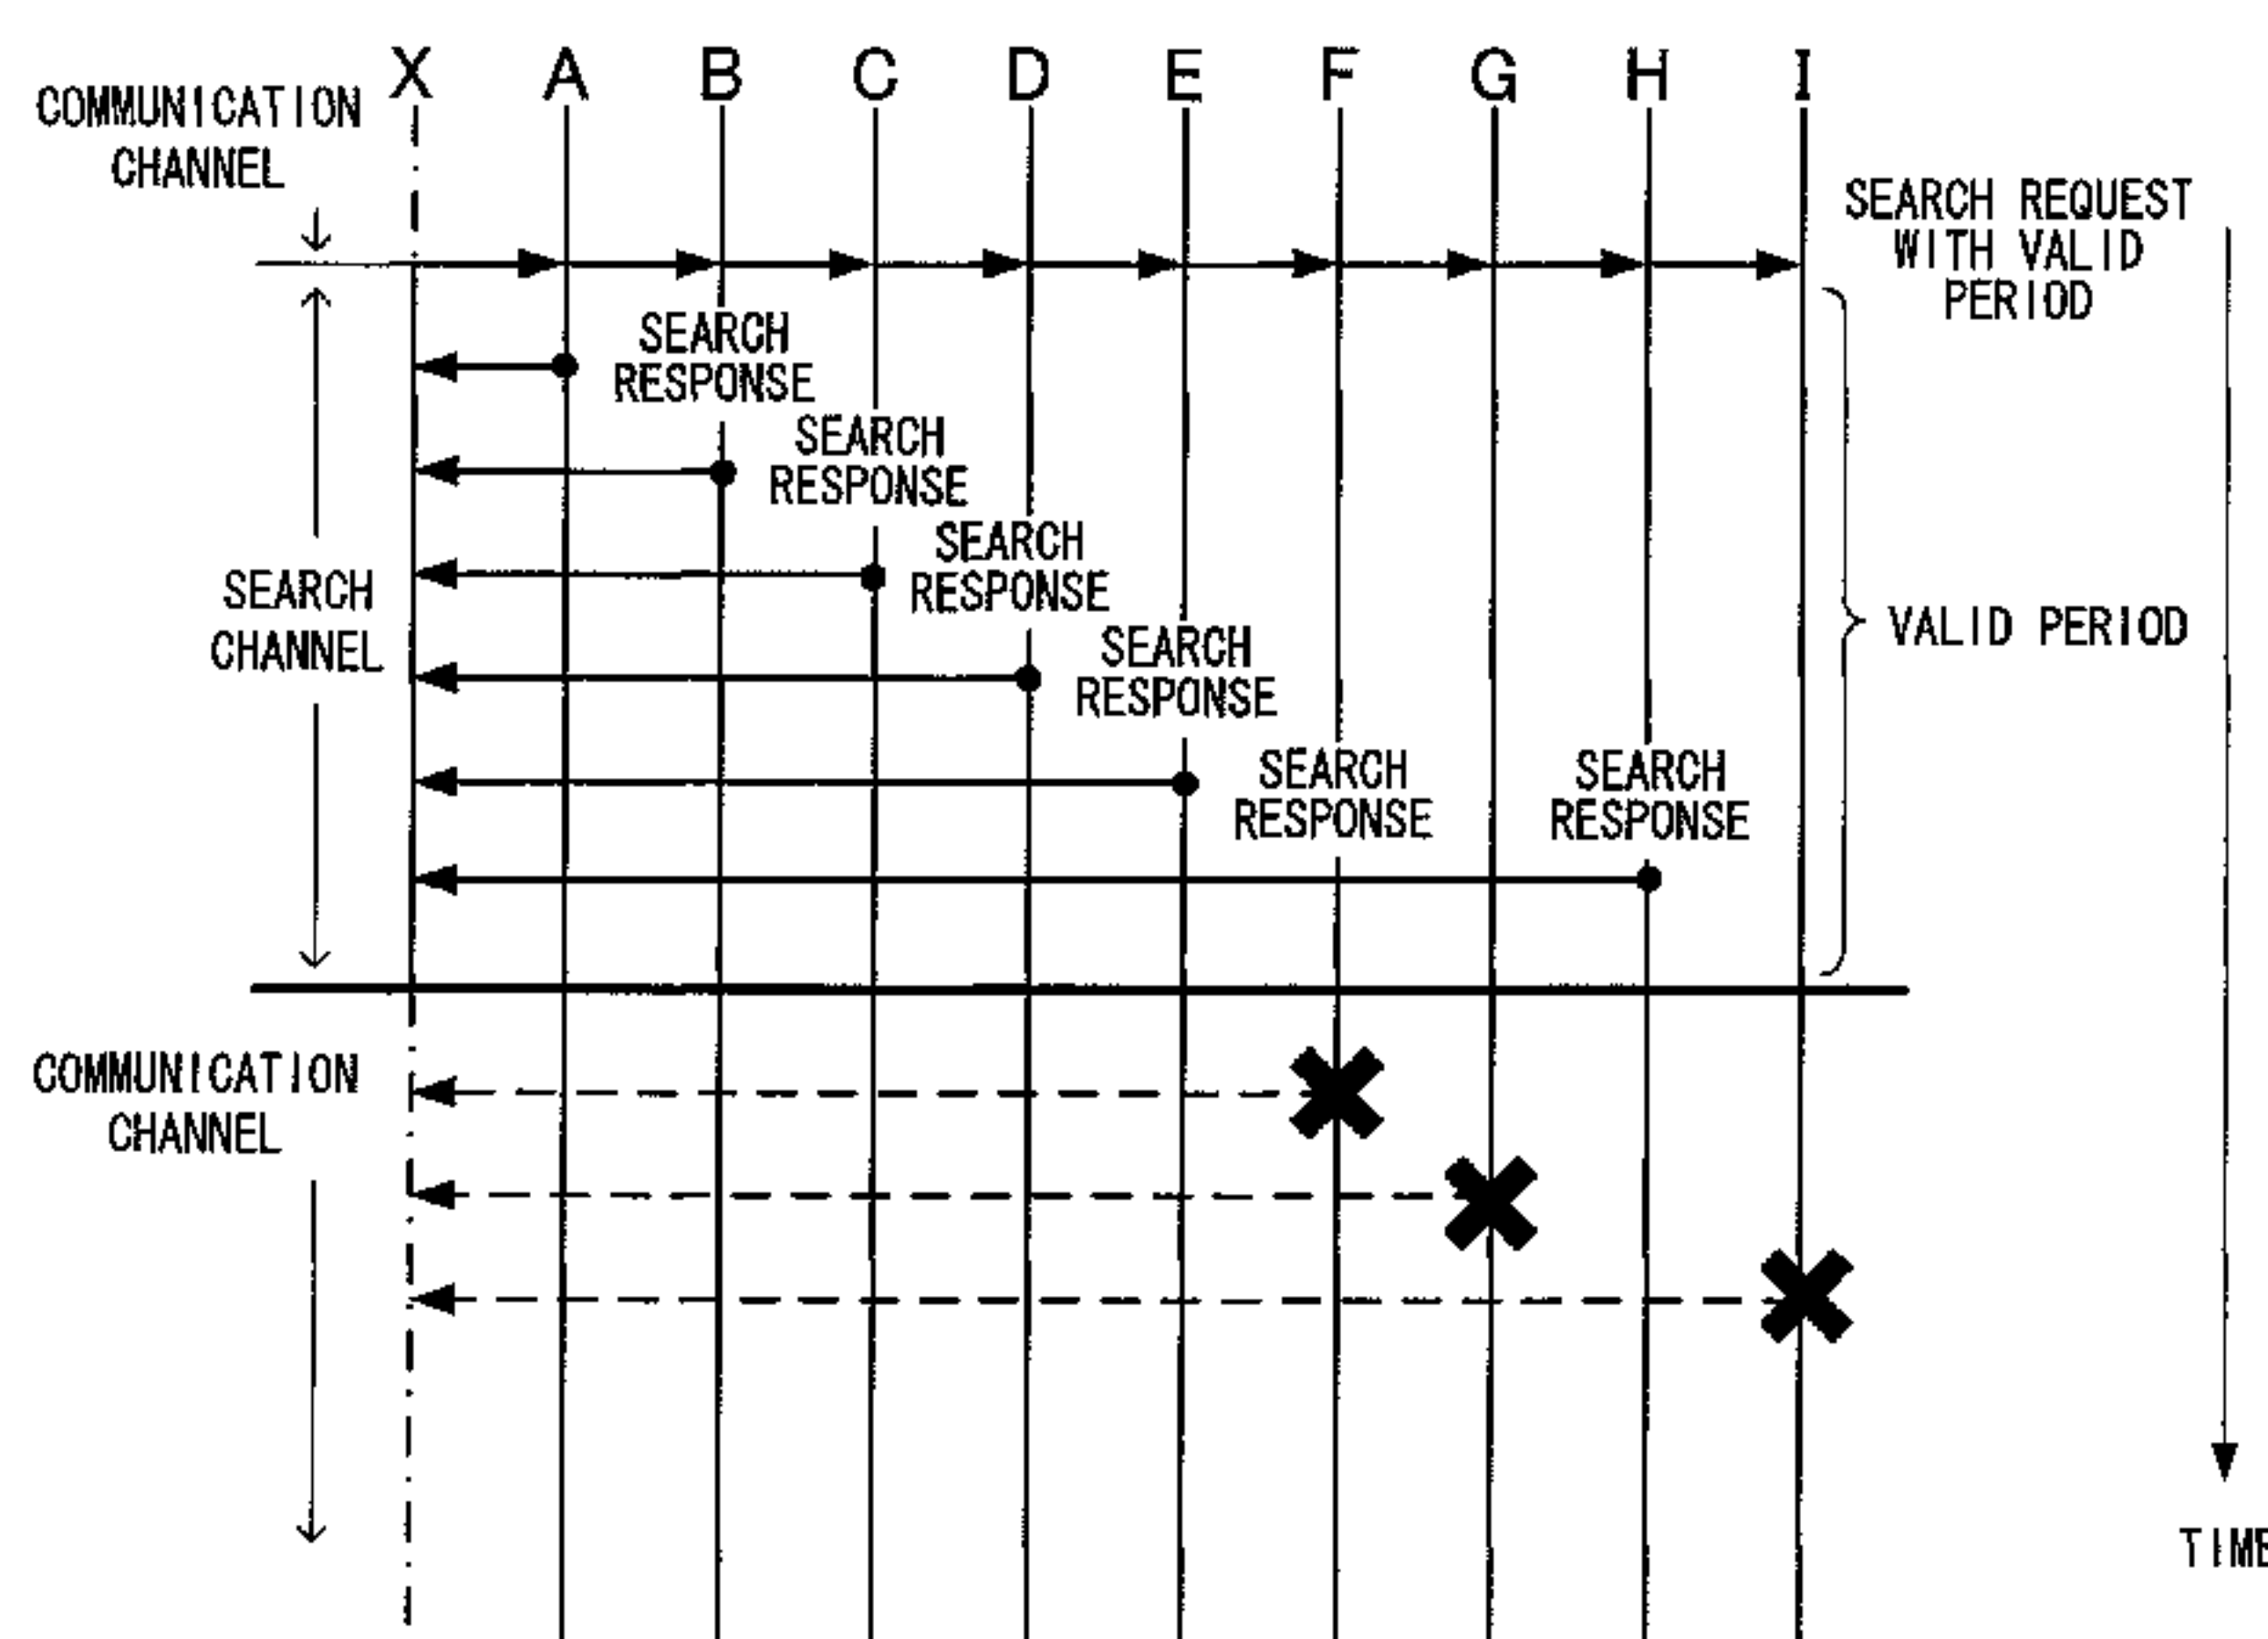 X A B C D E F G H I
COMMUNICATION
CHANNEL
SEARCH REQUEST
WITH VALID
PERIOD
SEARCH
RESPONSE
SEARCH
RESPONSE
SEARCH
RESPONSE
SEARCH
CHANNEL
VALID PERIOD
SEARCH
RESPONSE
SEARCH
RESPONSE
SEARCH
RESPONSE
COMMUNICATION
CHANNEL
TIME